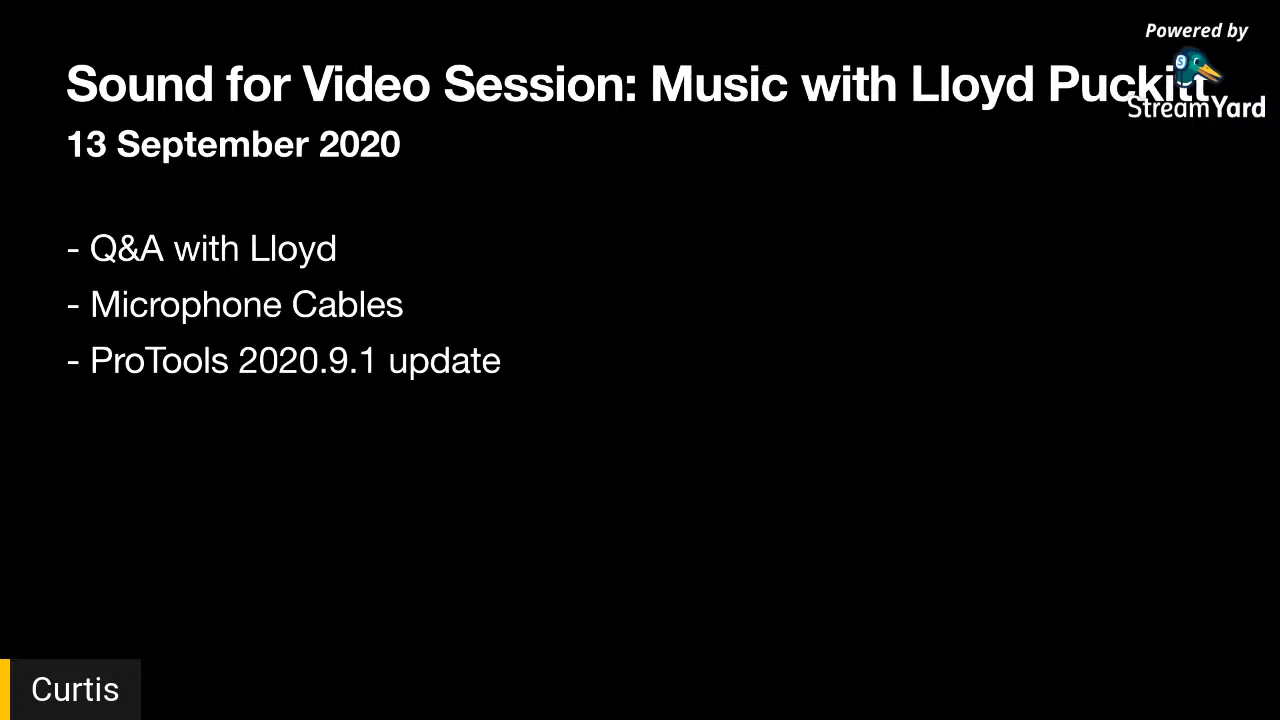 Powered by
Sound for Video Session: Music with Lloyd Puckitt
StreamYard
13 September 2020
- Q&A with Lloyd
- Microphone Cables
- ProTools 2020.9.1 update
Curtis